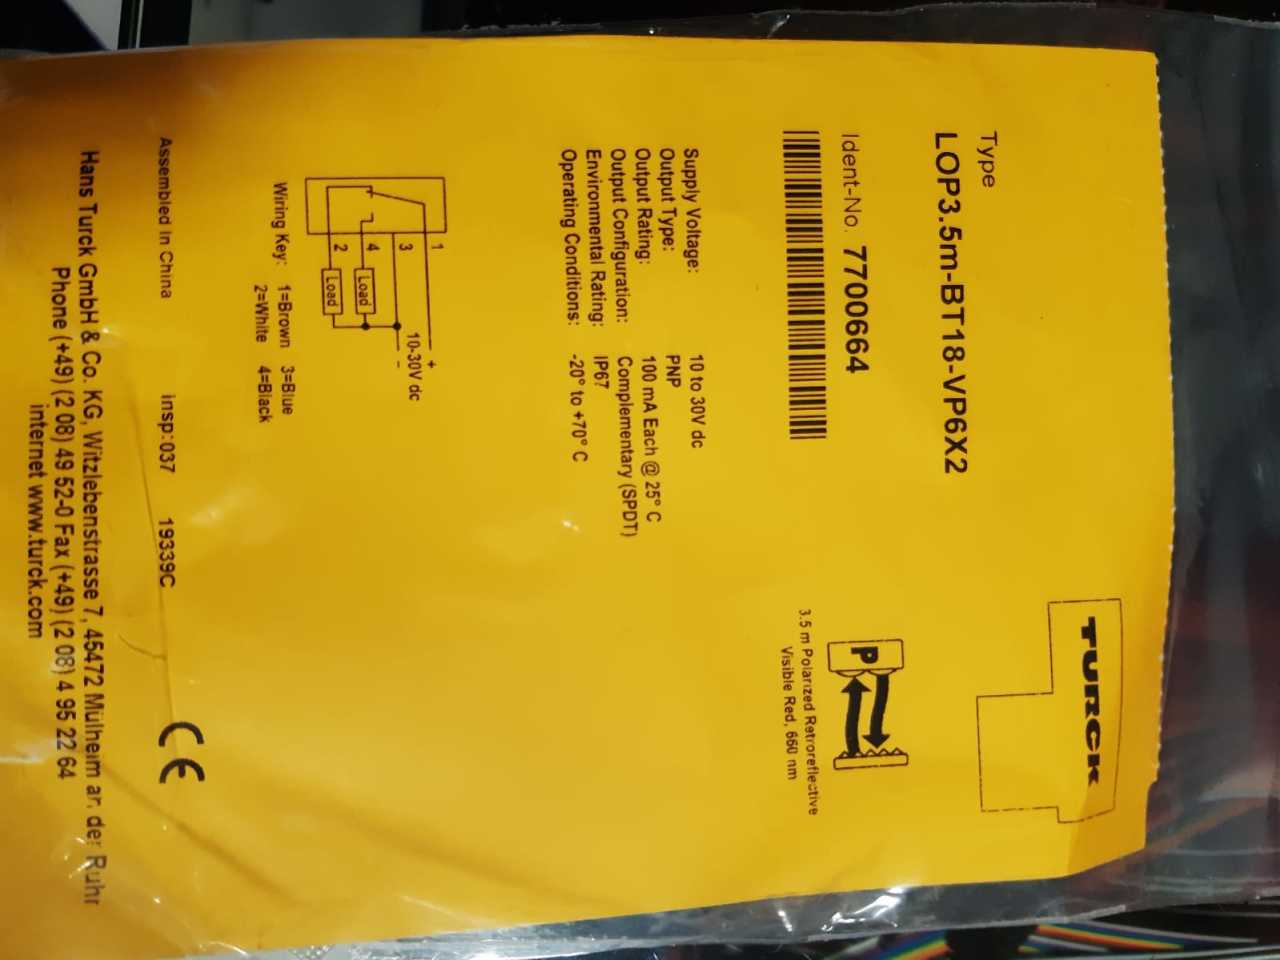 TURCK
Type
LOP3.5m-BT18-VP6X2
Ident-No. 7700664
P
3.5 m Polarized Retroreflective
Visible Red, 660 nm
Supply Voltage: 10 to 30V dc
Output Type: PNP
Output Rating: 100 mA Each @ 25° C
Output Configuration: Complementary (SPDT)
Environmental Rating: IP67
Operating Conditions: -20° to +70° C
1 +
10-30V dc
3 -
4 Load
2 Load
Wiring Key: 1=Brown 3=Blue
2=White 4=Black
Assembled in China insp:037 19339C CE
Hans Turck GmbH & Co. KG, Witzlebenstrasse 7, 45472 Mülheim an der Ruhr
Phone (+49) (2 08) 49 52-0 Fax (+49) (2 08) 4 95 22 64
internet www.turck.com